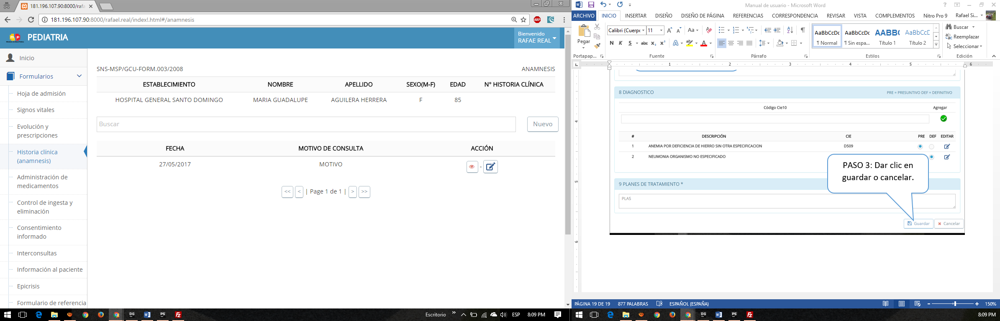 181.196.107.90:8000/rafa
181.196.107.90:8000/rafael.real/index!.html#/anamnesis
ABP
PEDIATRIA
Bienvenido
RAFAE REAL
Inicio
Formularios
Hoja de admisión
Signos vitales
Evolución y
prescripciones
Historia clínica
(anamnesis)
Administración de
medicamentos
Control de ingesta y
eliminación
Consentimiento
informado
Interconsultas
Información al paciente
Epicrisis
Formulario de referencia
SNS-MSP/GCU-FORM.003/2008
ANAMNESIS
ESTABLECIMIENTO NOMBRE APELLIDO SEXO(M-F) EDAD N° HISTORIA CLÍNICA
HOSPITAL GENERAL SANTO DOMINGO MARIA GUADALUPE AGUILERA HERRERA F 85
Buscar
Nuevo
FECHA MOTIVO DE CONSULTA ACCIÓN
27/05/2017 MOTIVO -
<< < | Page 1 de 1 | > >>
Escritorio » ESP 8:09 PM
Manual de usuario - Microsoft Word
ARCHIVO INICIO INSERTAR DISEÑO DISEÑO DE PÁGINA REFERENCIAS CORRESPONDENCIA REVISAR VISTA COMPLEMENTOS Nitro Pro 9 Rafael Si...
Pegar
Calibri (Cuerpo 11
N K S abc x₂ x²
AaBbCcDc AaBbCcDc AABBC AaBbCcC
¶ Normal ¶ Sin espa... Título 1 Título 2
Buscar
Reemplazar
Seleccionar
Portapap... Fuente Párrafo Estilos Edición
1 2 3 4 5 6
8 DIAGNOSTICO
PRE = PRESUNTIVO DEF = DEFINITIVO
Código Cie10 Agregar
# DESCRIPCIÓN CIE PRE DEF EDITAR
1 ANEMIA POR DEFICIENCIA DE HIERRO SIN OTRA ESPECIFICACION D509
2 NEUMONIA ORGANISMO NO ESPECIFICADO
PASO 3: Dar clic en
guardar o cancelar.
9 PLANES DE TRATAMIENTO *
PLAS
Guardar Cancelar
4
5
6
PÁGINA 19 DE 19 877 PALABRAS ESPAÑOL (ESPAÑA) 150%
8:09 PM